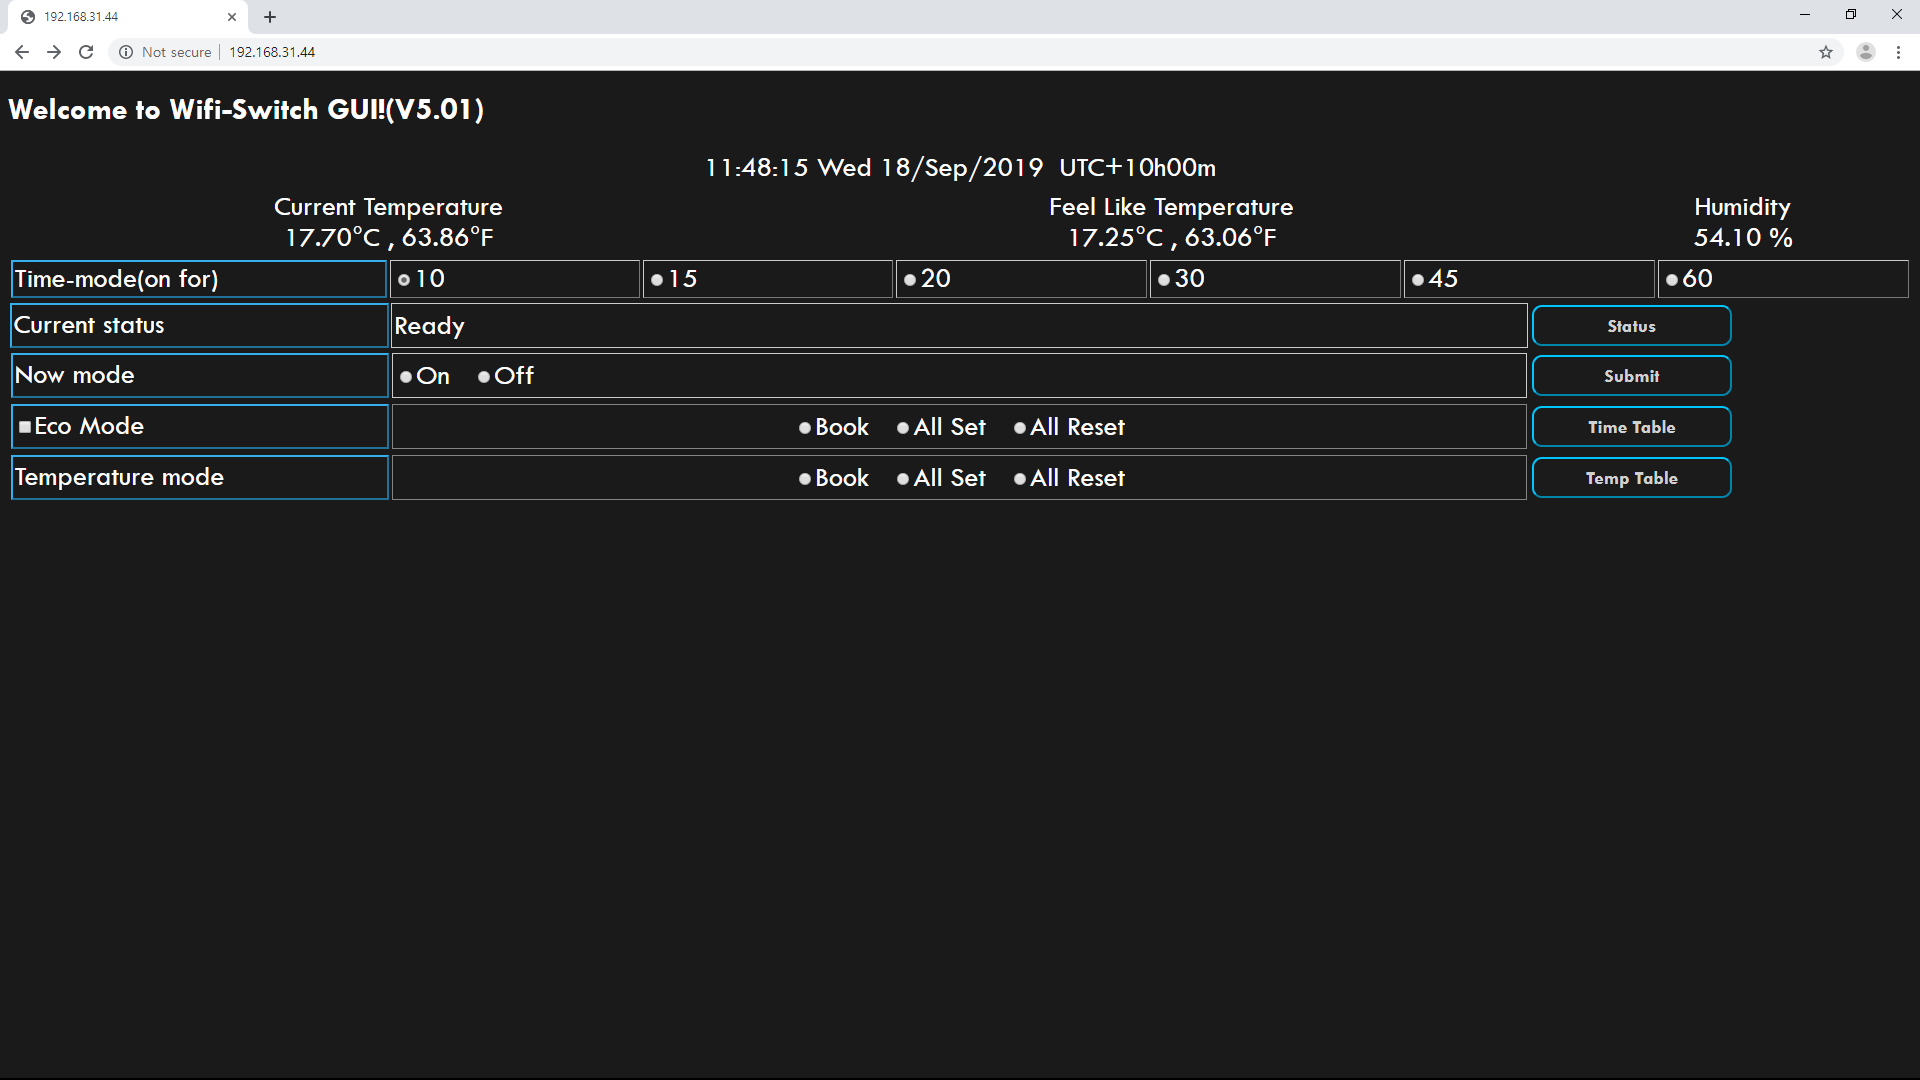 192.168.31.44
Not secure 192.168.31.44
Welcome to Wifi-Switch GUI!(V5.01)
11:48:15 Wed 18/Sep/2019 UTC+10h00m
Current Temperature Feel Like Temperature Humidity
17.70°C , 63.86°F 17.25°C , 63.06°F 54.10 %
Time-mode(on for) 10 15 20 30 45 60
Current status Ready Status
Now mode On Off Submit
Eco Mode Book All Set All Reset Time Table
Temperature mode Book All Set All Reset Temp Table